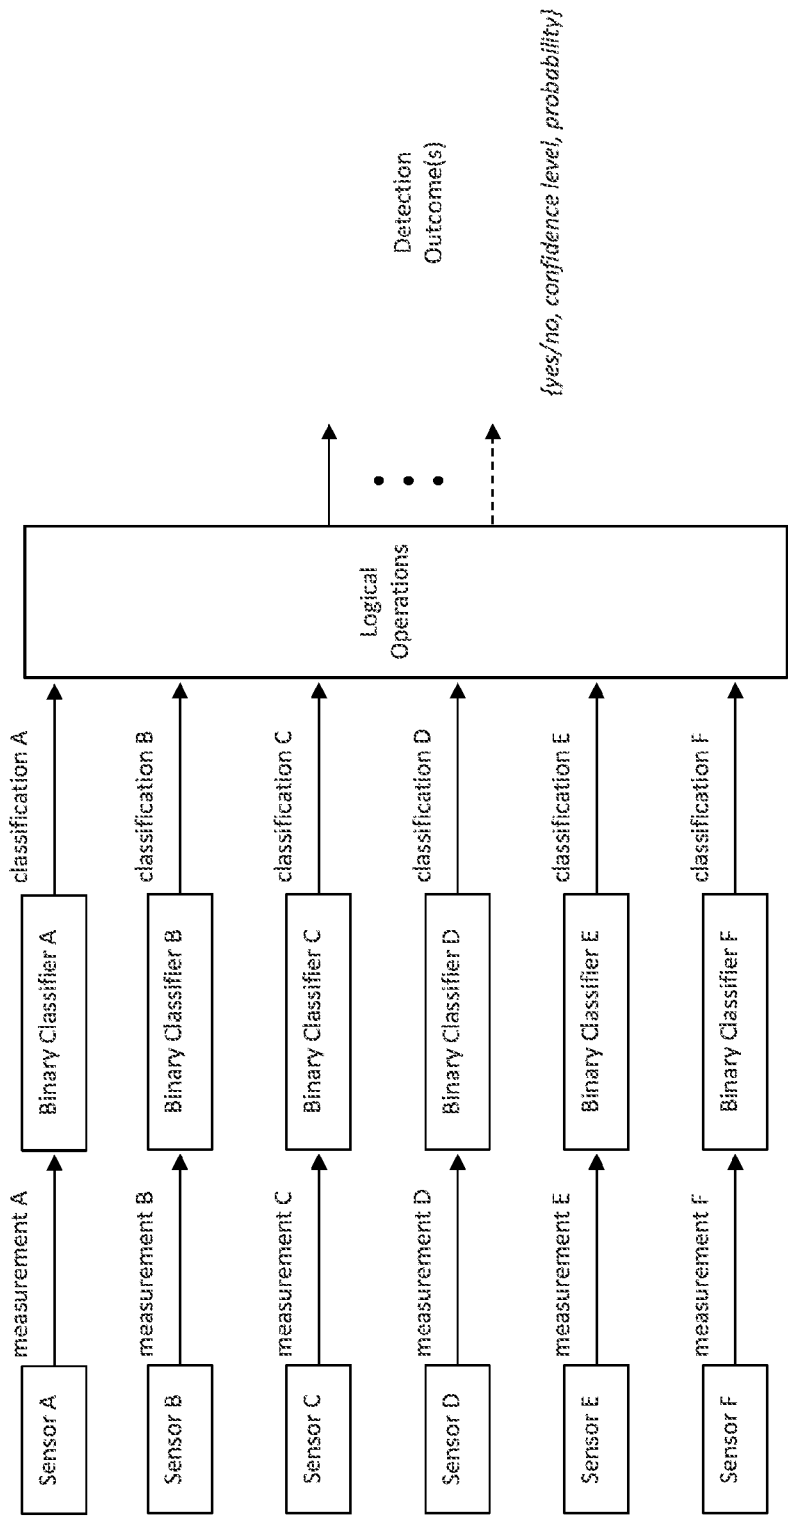 Sensor A
measurement A
Binary Classifier A
classification A
Sensor B
measurement B
Binary Classifier B
classification B
Sensor C
measurement C
Binary Classifier C
classification C
Sensor D
measurement D
Binary Classifier D
classification D
Sensor E
measurement E
Binary Classifier E
classification E
Sensor F
measurement F
Binary Classifier F
classification F
Logical
Operations
Detection
Outcome(s)
{yes/no, confidence level, probability}